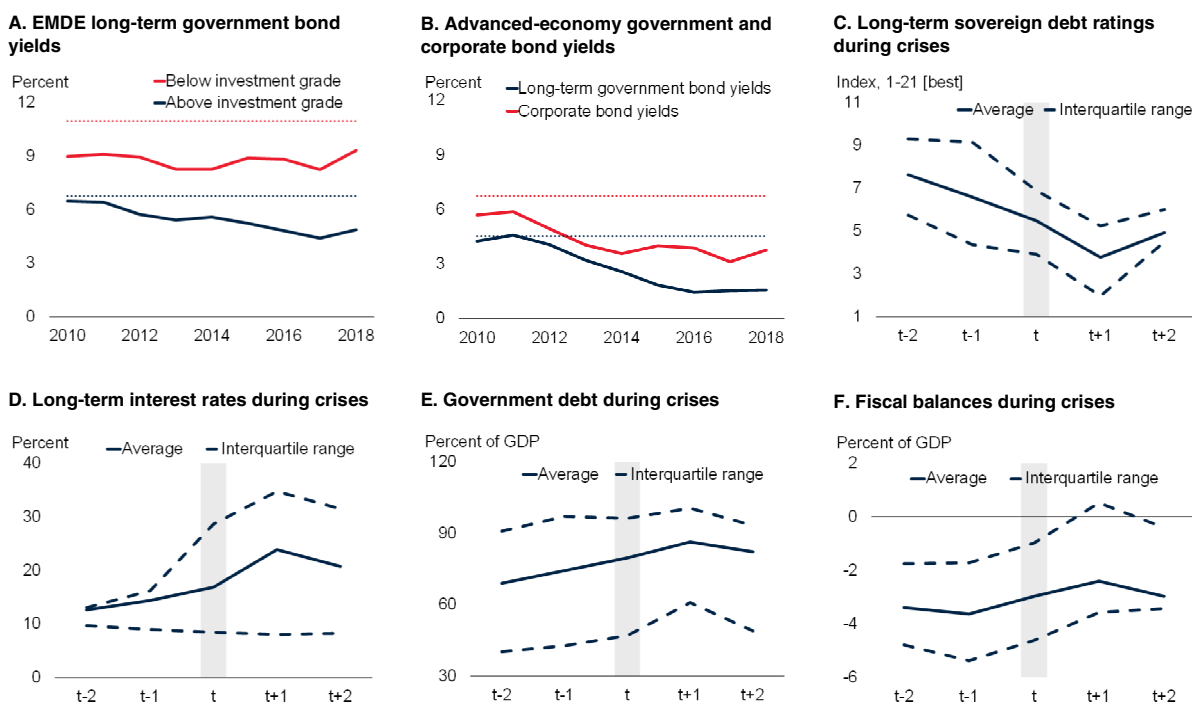 A. EMDE long-term government bond
yields
Percent
Below investment grade
Above investment grade
12
9
6
3
0
2010 2012 2014 2016 2018
B. Advanced-economy government and
corporate bond yields
Percent
Long-term government bond yields
Corporate bond yields
12
9
6
3
0
2010 2012 2014 2016 2018
C. Long-term sovereign debt ratings
during crises
Index, 1-21 [best]
Average Interquartile range
11
9
7
5
3
1
t-2 t-1 t t+1 t+2
D. Long-term interest rates during crises
Percent
Average Interquartile range
40
30
20
10
0
t-2 t-1 t t+1 t+2
E. Government debt during crises
Percent of GDP
Average Interquartile range
120
90
60
30
t-2 t-1 t t+1 t+2
F. Fiscal balances during crises
Percent of GDP
Average Interquartile range
2
0
-2
-4
-6
t-2 t-1 t t+1 t+2